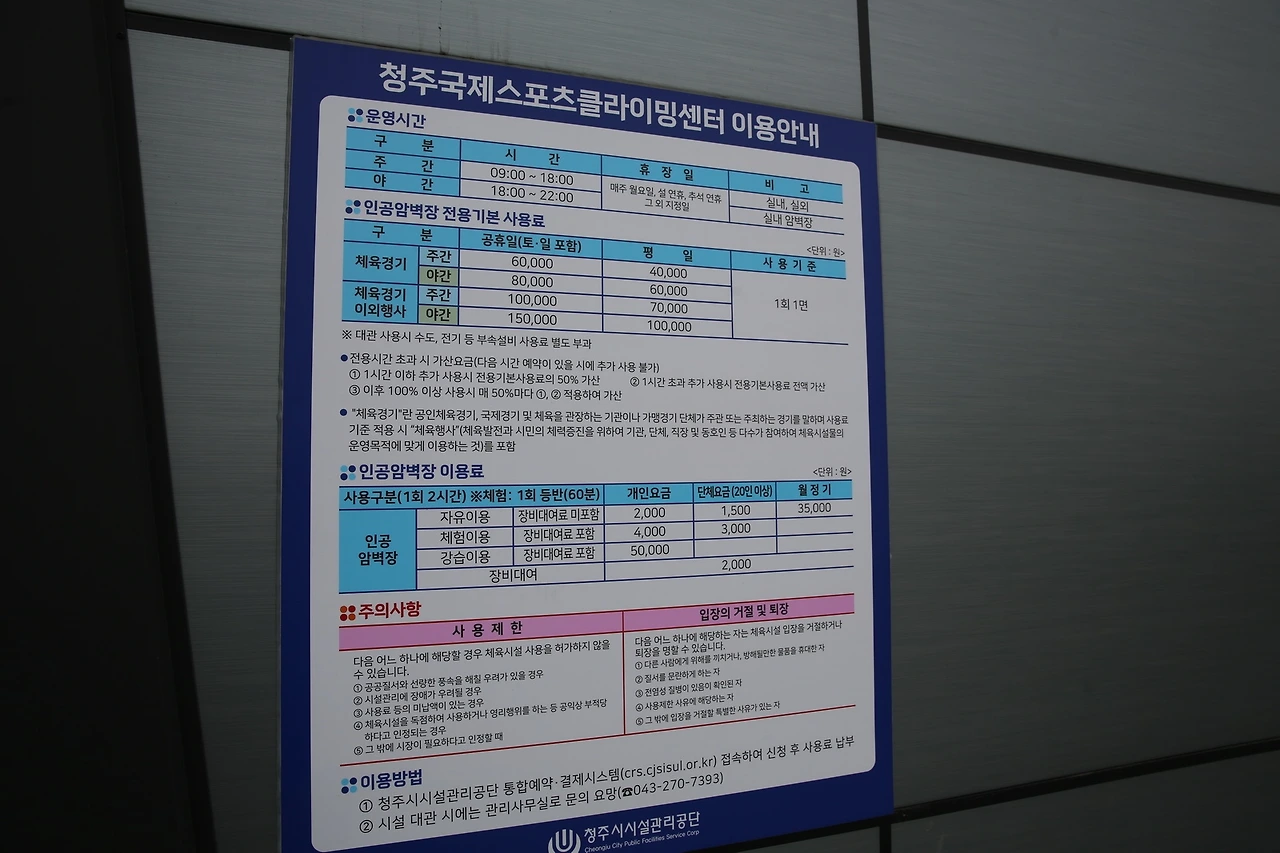 청주국제스포츠클라이밍센터 이용안내
운영시간
구 분 시 간 휴 장 일 비 고
주 간 09:00 ~ 18:00 매주 월요일, 설 연휴, 추석 연휴 그 외 지정일 실내, 실외
야 간 18:00 ~ 22:00 실내 암벽장
인공암벽장 전용기본 사용료
<단위 : 원>
구 분 공휴일(토·일 포함) 평 일 사 용 기 준
체육경기 주간 60,000 40,000 1회 1면
야간 80,000 60,000
체육경기 이외행사 주간 100,000 70,000
야간 150,000 100,000
※ 대관 사용시 수도, 전기 등 부속설비 사용료 별도 부과
●전용시간 초과 시 가산요금(다음 시간 예약이 있을 시에 추가 사용 불가)
① 1시간 이하 추가 사용시 전용기본사용료의 50% 가산 ② 1시간 초과 추가 사용시 전용기본사용료 전액 가산
③ 이후 100% 이상 사용시 매 50%마다 ①, ② 적용하여 가산
● "체육경기"란 공인체육경기, 국제경기 및 체육을 관장하는 기관이나 가맹경기 단체가 주관 또는 주최하는 경기를 말하며 사용료
기준 적용 시 "체육행사"(체육발전과 시민의 체력증진을 위하여 기관, 단체, 직장 및 동호인 등 다수가 참여하여 체육시설물의
운영목적에 맞게 이용하는 것)를 포함
인공암벽장 이용료
<단위 : 원>
사용구분(1회 2시간) ※체험: 1회 등반(60분) 개인요금 단체요금 (20인 이상) 월 정 기
인공 암벽장 자유이용 장비대여료 미포함 2,000 1,500 35,000
체험이용 장비대여료 포함 4,000 3,000
강습이용 장비대여료 포함 50,000
장비대여 2,000
주의사항
사 용 제 한
다음 어느 하나에 해당할 경우 체육시설 사용을 허가하지 않을
수 있습니다.
① 공공질서와 선량한 풍속을 해칠 우려가 있을 경우
② 시설관리에 장애가 우려될 경우
③ 사용료 등의 미납액이 있는 경우
④ 체육시설을 독점하여 사용하거나 영리행위를 하는 등 공익상 부적당
하다고 인정되는 경우
⑤ 그 밖에 시장이 필요하다고 인정할 때
입장의 거절 및 퇴장
다음 어느 하나에 해당하는 자는 체육시설 입장을 거절하거나
퇴장을 명할 수 있습니다.
① 다른 사람에게 위해를 끼치거나, 방해될만한 물품을 휴대한 자
② 질서를 문란하게 하는 자
③ 전염성 질병이 있음이 확인된 자
④ 사용제한 사유에 해당하는 자
⑤ 그 밖에 입장을 거절할 특별한 사유가 있는 자
이용방법
① 청주시시설관리공단 통합예약·결제시스템(crs.cjsisul.or.kr) 접속하여 신청 후 사용료 납부
② 시설 대관 시에는 관리사무실로 문의 요망(☎043-270-7393)
청주시시설관리공단
Cheongju City Public Facilities Service Corp